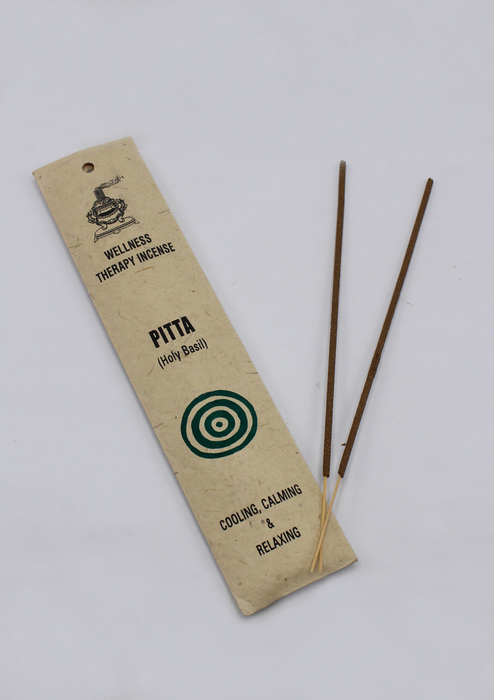 WELLNESS
THERAPY INCENSE
PITTA
(Holy Basil)
COOLING, CALMING
&
RELAXING